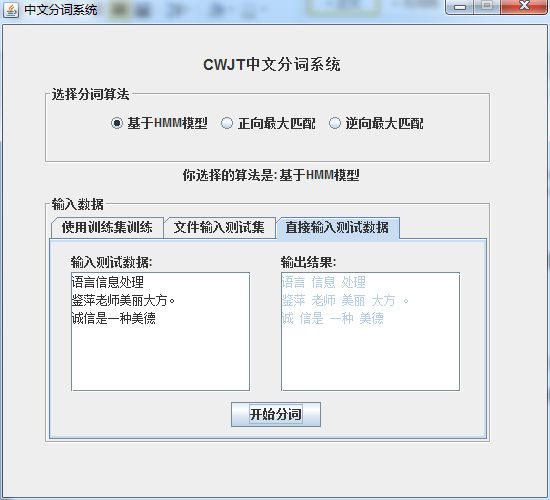 中文分词系统
CWJT中文分词系统
选择分词算法
基于HMM模型 正向最大匹配 逆向最大匹配
你选择的算法是:基于HMM模型
输入数据
使用训练集训练 文件输入测试集 直接输入测试数据
输入测试数据:
语言信息处理
鉴萍老师美丽大方。
诚信是一种美德
输出结果:
语言 信息 处理
鉴萍 老师 美丽 大方 。
诚 信是 一种 美德
开始分词